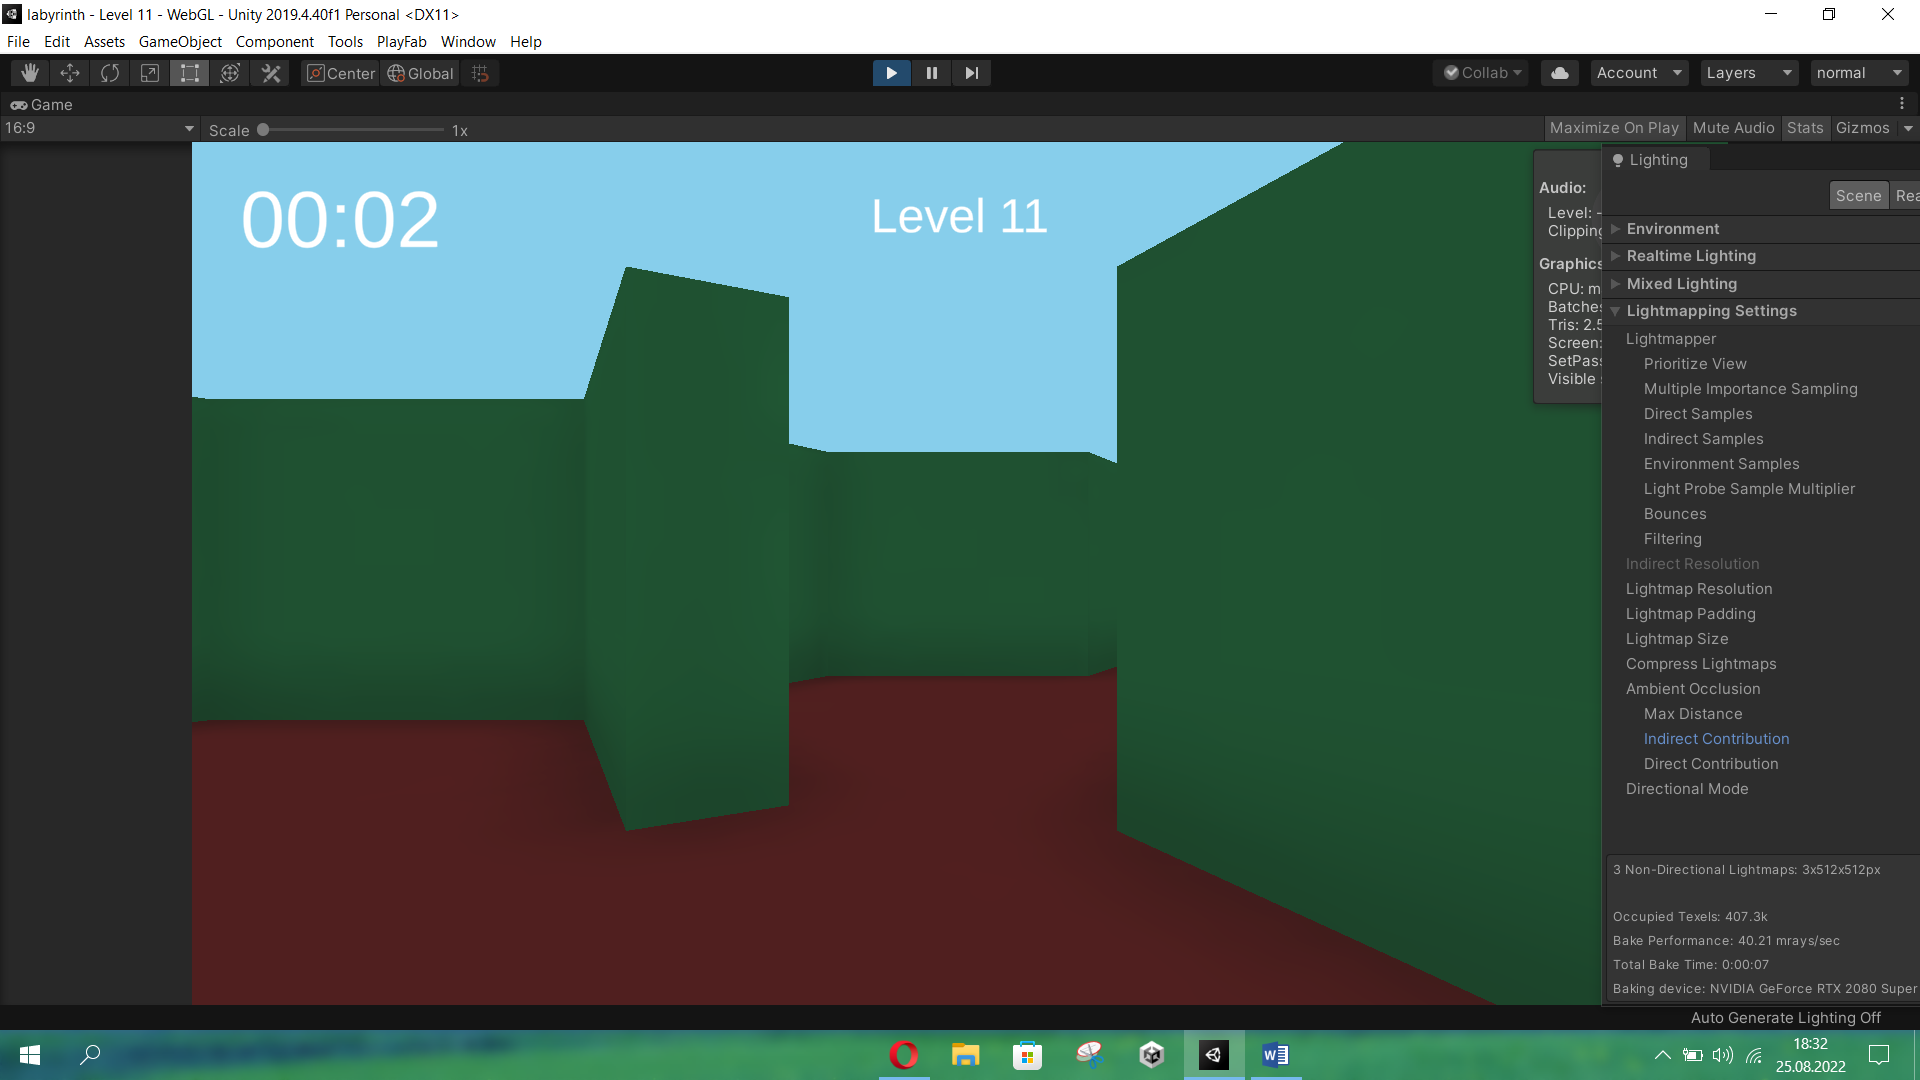 labyrinth - Level 11 - WebGL - Unity 2019.4.40f1 Personal <DX11>
File Edit Assets GameObject Component Tools PlayFab Window Help
Center Global Collab Account Layers normal
Game
16:9 Scale 1x Maximize On Play Mute Audio Stats Gizmos
00:02
Level 11
Audio:
Level: -
Clipping
Graphics
CPU: m
Batches
Tris: 2.5
Screen:
SetPass
Visible
Lighting
Scene Rea
Environment
Realtime Lighting
Mixed Lighting
Lightmapping Settings
Lightmapper
Prioritize View
Multiple Importance Sampling
Direct Samples
Indirect Samples
Environment Samples
Light Probe Sample Multiplier
Bounces
Filtering
Indirect Resolution
Lightmap Resolution
Lightmap Padding
Lightmap Size
Compress Lightmaps
Ambient Occlusion
Max Distance
Indirect Contribution
Direct Contribution
Directional Mode
3 Non-Directional Lightmaps: 3x512x512px
Occupied Texels: 407.3k
Bake Performance: 40.21 mrays/sec
Total Bake Time: 0:00:07
Baking device: NVIDIA GeForce RTX 2080 Super
Auto Generate Lighting Off
18:32
25.08.2022